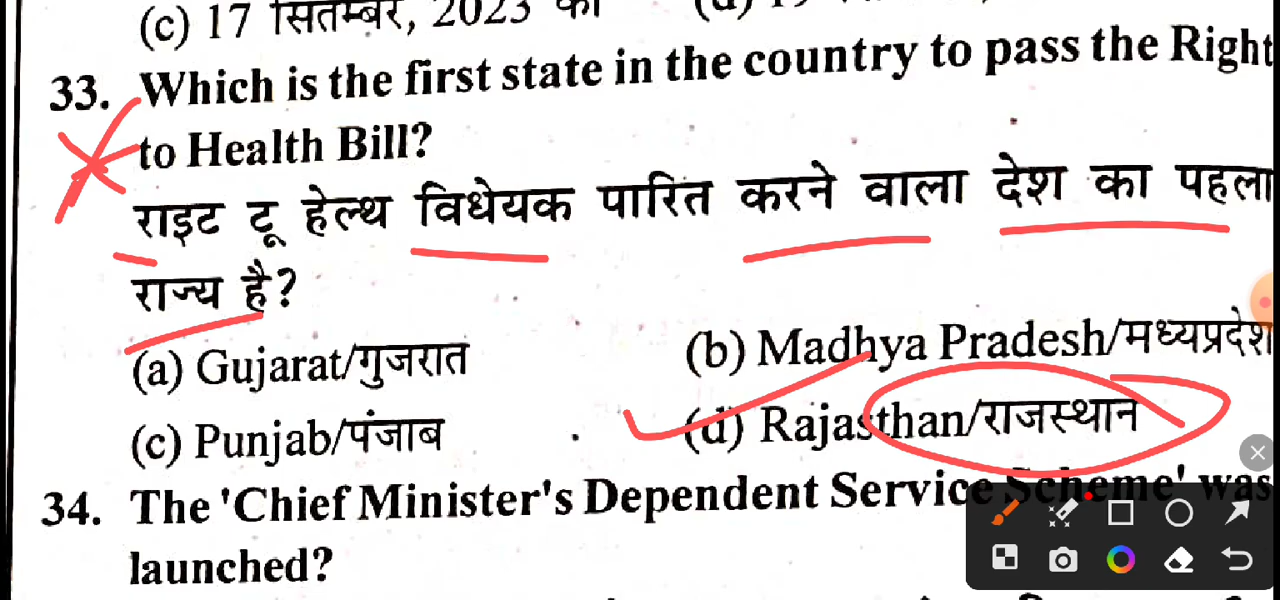 (c) 17 सितम्बर, 2023 को
33. Which is the first state in the country to pass the Right
to Health Bill?
राइट टू हेल्थ विधेयक पारित करने वाला देश का पहला
राज्य है?
(a) Gujarat/गुजरात (b) Madhya Pradesh/मध्यप्रदेश
(c) Punjab/पंजाब (d) Rajasthan/राजस्थान
34. The 'Chief Minister's Dependent Service Scheme' was
launched?